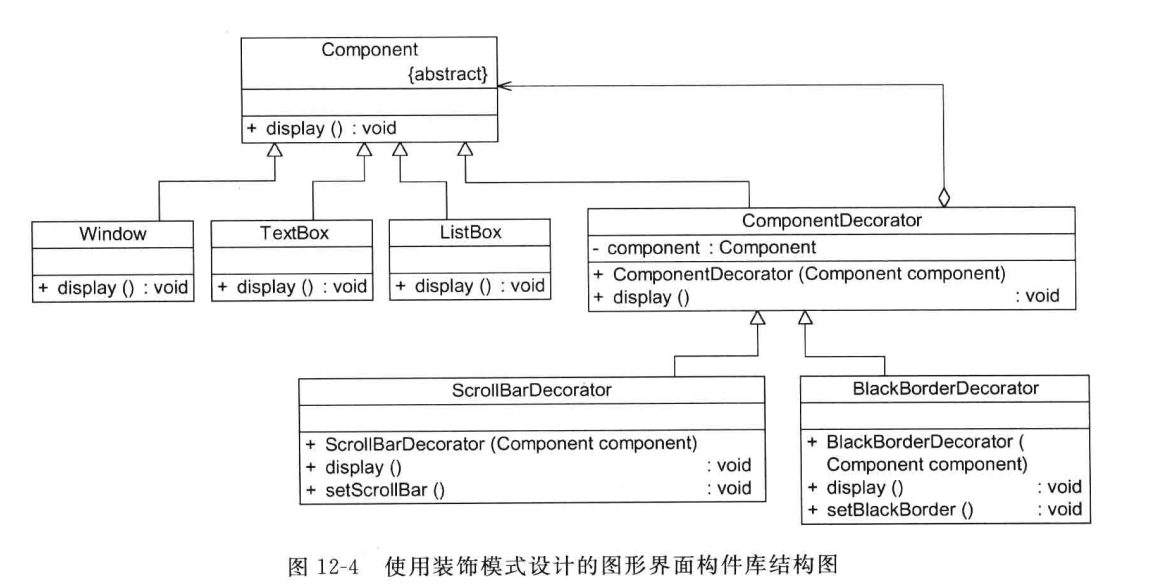 Component
{abstract}
+ display () : void
Window
+ display () : void
TextBox
+ display () : void
ListBox
+ display () : void
ComponentDecorator
- component : Component
+ ComponentDecorator (Component component)
+ display () : void
ScrollBarDecorator
+ ScrollBarDecorator (Component component)
+ display () : void
+ setScrollBar () : void
BlackBorderDecorator
+ BlackBorderDecorator (
Component component)
+ display () : void
+ setBlackBorder () : void
图 12-4 使用装饰模式设计的图形界面构件库结构图